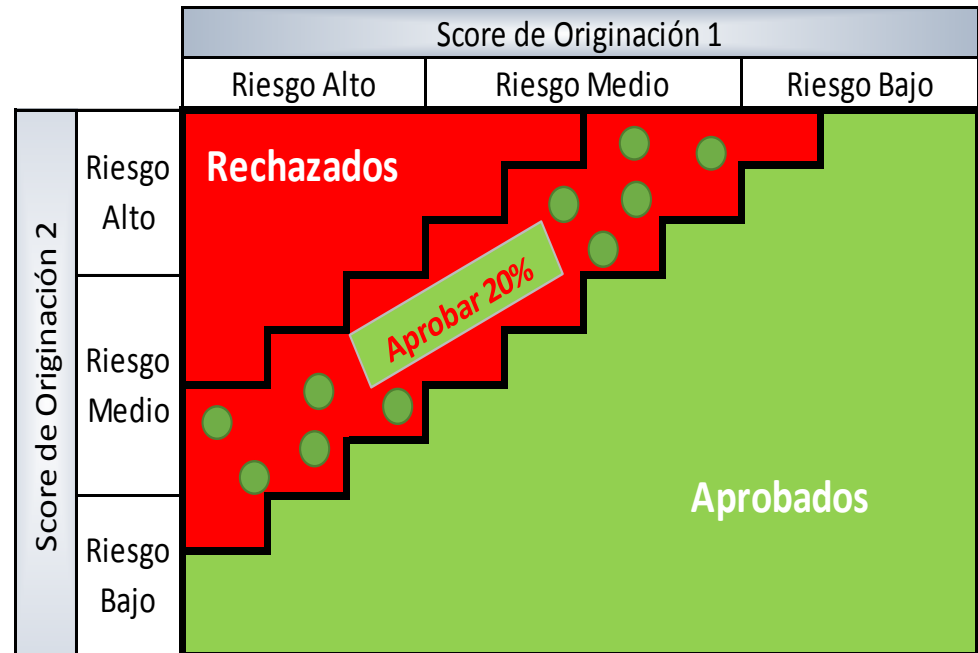 Score de Originación 1
Riesgo Alto
Riesgo Medio
Riesgo Bajo
Score de Originación 2
Riesgo
Alto
Riesgo
Medio
Riesgo
Bajo
Rechazados
Aprobar 20%
Aprobados